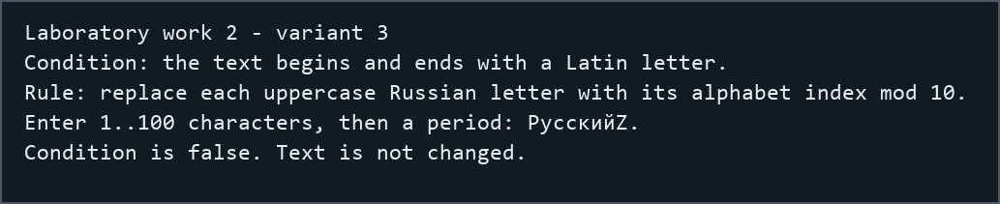 Laboratory work 2 - variant 3
Condition: the text begins and ends with a Latin letter.
Rule: replace each uppercase Russian letter with its alphabet index mod 10.
Enter 1..100 characters, then a period: РусскийZ.
Condition is false. Text is not changed.